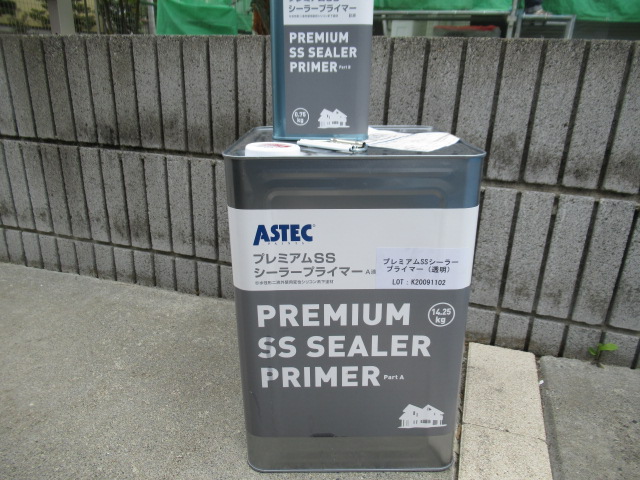 シーラープライマー
PREMIUM
SS SEALER
PRIMER Part B
0.75
kg
ASTEC
プレミアムSS
シーラープライマー A液
プレミアムSSシーラー
プライマー（透明）
LOT：K20091102
PREMIUM
SS SEALER
PRIMER Part A
14.25
kg